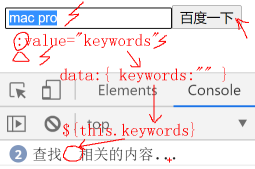 mac pro 百度一下
:value="keywords"
data:{ keywords:"" }
Elements Console
${this.keywords}
top
2 查找 相关的内容...